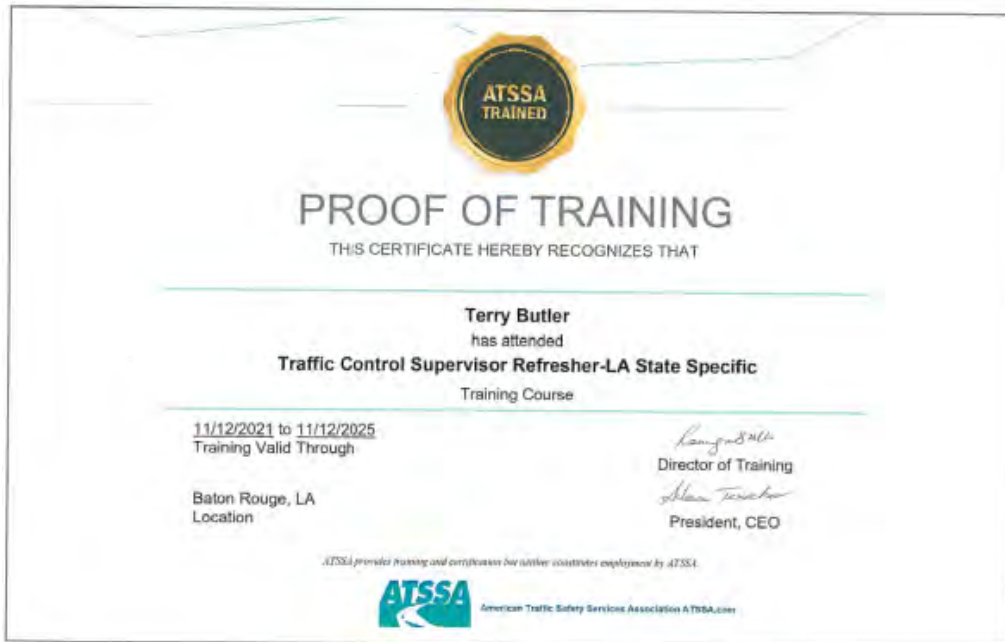 ATSSA
TRAINED
PROOF OF TRAINING
THIS CERTIFICATE HEREBY RECOGNIZES THAT
Terry Butler
has attended
Traffic Control Supervisor Refresher-LA State Specific
Training Course
11/12/2021 to 11/12/2025
Training Valid Through
Director of Training
Baton Rouge, LA
Location
President, CEO
ATSSA provides training and certification but neither constitutes employment by ATSSA.
ATSSA
American Traffic Safety Services Association ATSSA.com